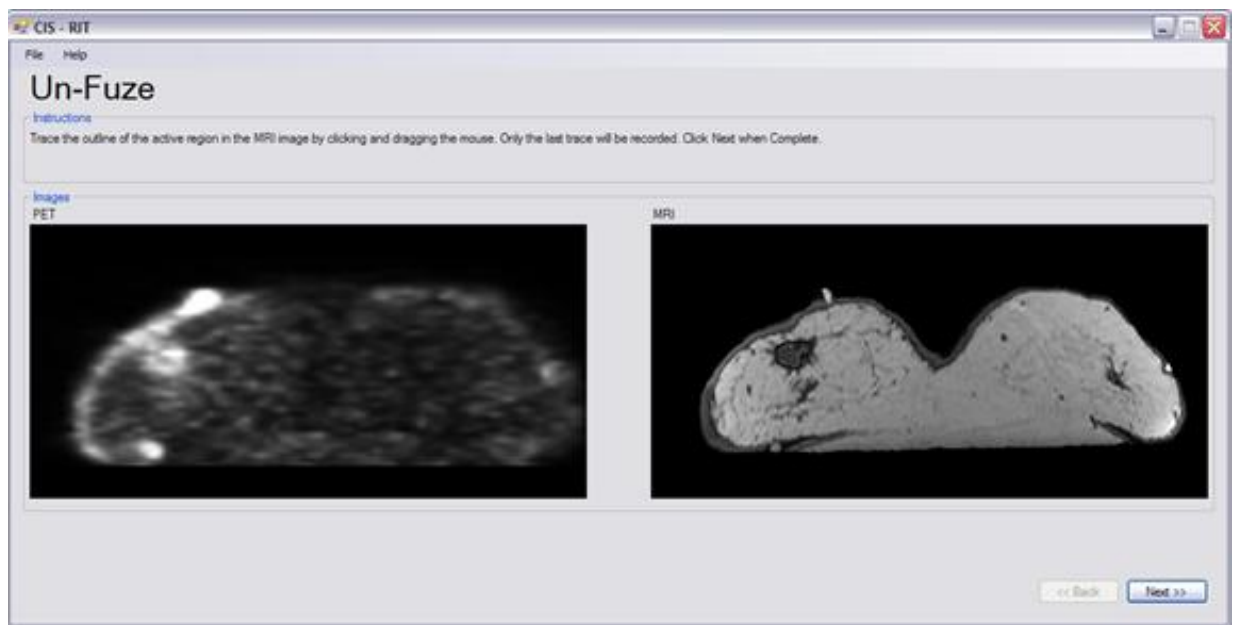 CIS - RIT
File Help
Un-Fuze
Instructions
Trace the outline of the active region in the MRI image by clicking and dragging the mouse. Only the last trace will be recorded. Click Next when Complete.
Images
PET MRI
<< Back Next >>